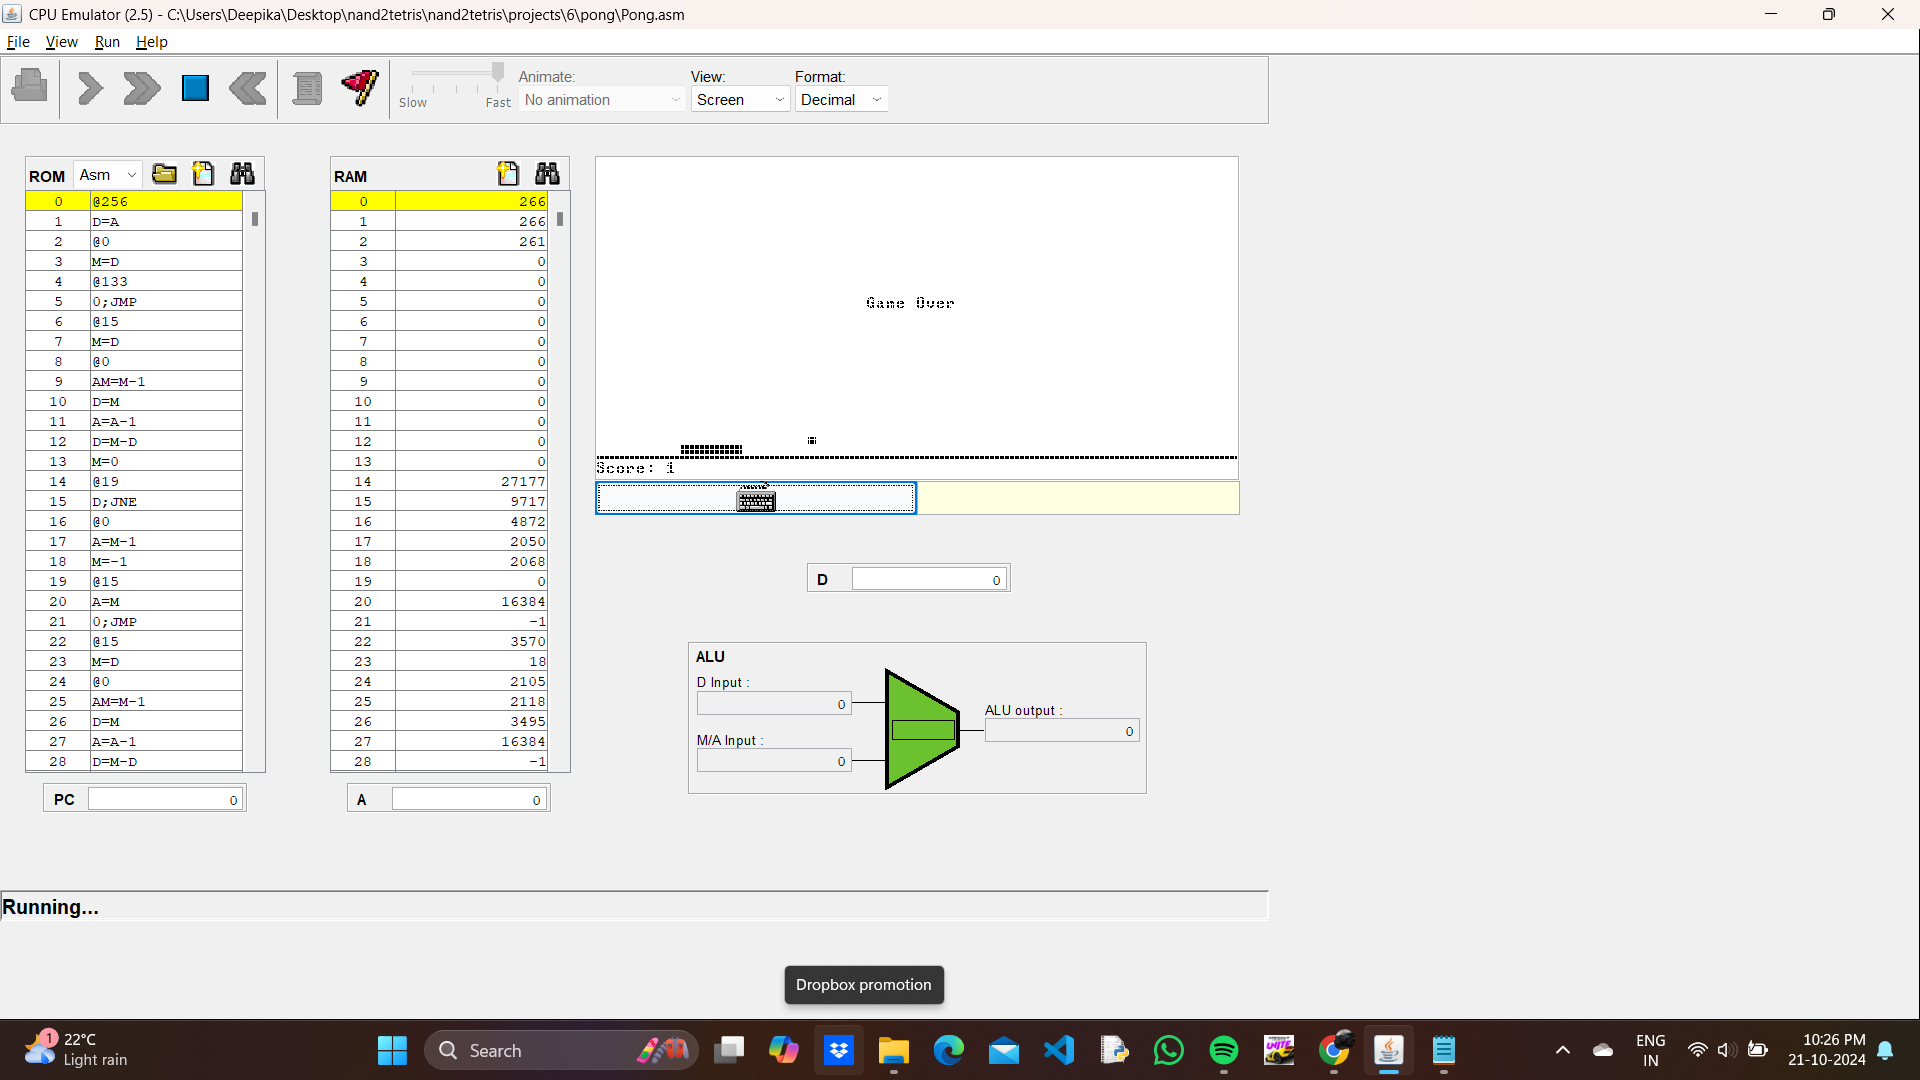 CPU Emulator (2.5) - C:\Users\Deepika\Desktop\nand2tetris\nand2tetris\projects\6\pong\Pong.asm
File View Run Help
Slow Fast
Animate:
No animation
View:
Screen
Format:
Decimal
ROM Asm
0 @256
1 D=A
2 @0
3 M=D
4 @133
5 0;JMP
6 @15
7 M=D
8 @0
9 AM=M-1
10 D=M
11 A=A-1
12 D=M-D
13 M=0
14 @19
15 D;JNE
16 @0
17 A=M-1
18 M=-1
19 @15
20 A=M
21 0;JMP
22 @15
23 M=D
24 @0
25 AM=M-1
26 D=M
27 A=A-1
28 D=M-D
PC 0
RAM
0 266
1 266
2 261
3 0
4 0
5 0
6 0
7 0
8 0
9 0
10 0
11 0
12 0
13 0
14 27177
15 9717
16 4872
17 2050
18 2068
19 0
20 16384
21 -1
22 3570
23 18
24 2105
25 2118
26 3495
27 16384
28 -1
A 0
Game Over
Score: 1
D 0
ALU
D Input :
0
M/A Input :
0
ALU output :
0
Running...
Dropbox promotion
1
22°C
Light rain
Search
UNITE
ENG
IN
10:26 PM
21-10-2024